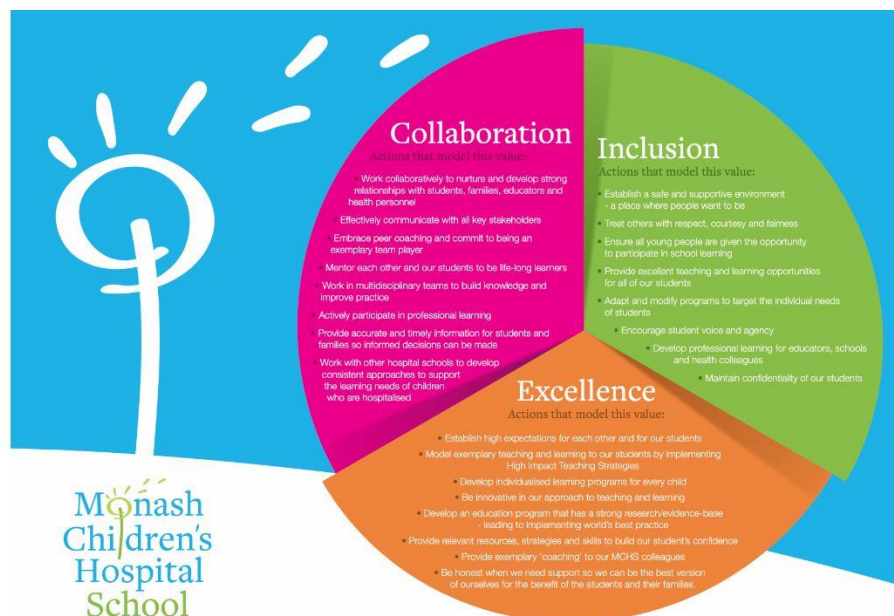 Collaboration
Actions that model this value:
• Work collaboratively to nurture and develop strong
relationships with students, families, educators and
health personnel
• Effectively communicate with all key stakeholders
• Embrace peer coaching and commit to being an
exemplary team player
• Mentor each other and our students to be life-long learners
• Work in multidisciplinary teams to build knowledge and
improve practice
• Actively participate in professional learning
• Provide accurate and timely information for students and
families so informed decisions can be made
• Work with other hospital schools to develop
consistent approaches to support
the learning needs of children
who are hospitalised
Inclusion
Actions that model this value:
• Establish a safe and supportive environment
- a place where people want to be
• Treat others with respect, courtesy and fairness
• Ensure all young people are given the opportunity
to participate in school learning
• Provide excellent teaching and learning opportunities
for all of our students
• Adapt and modify programs to target the individual needs
of students
• Encourage student voice and agency
• Develop professional learning for educators, schools
and health colleagues
• Maintain confidentiality of our students
Excellence
Actions that model this value:
• Establish high expectations for each other and for our students
• Model exemplary teaching and learning to our students by implementing
High Impact Teaching Strategies
• Develop individualised learning programs for every child
• Be innovative in our approach to teaching and learning
• Develop an education program that has a strong research/evidence-base
- leading to implementing world's best practice
• Provide relevant resources, strategies and skills to build our student's confidence
• Provide exemplary 'coaching' to our MCHS colleagues
• Be honest when we need support so we can be the best version
of ourselves for the benefit of the students and their families.
Monash
Children's
Hospital
School